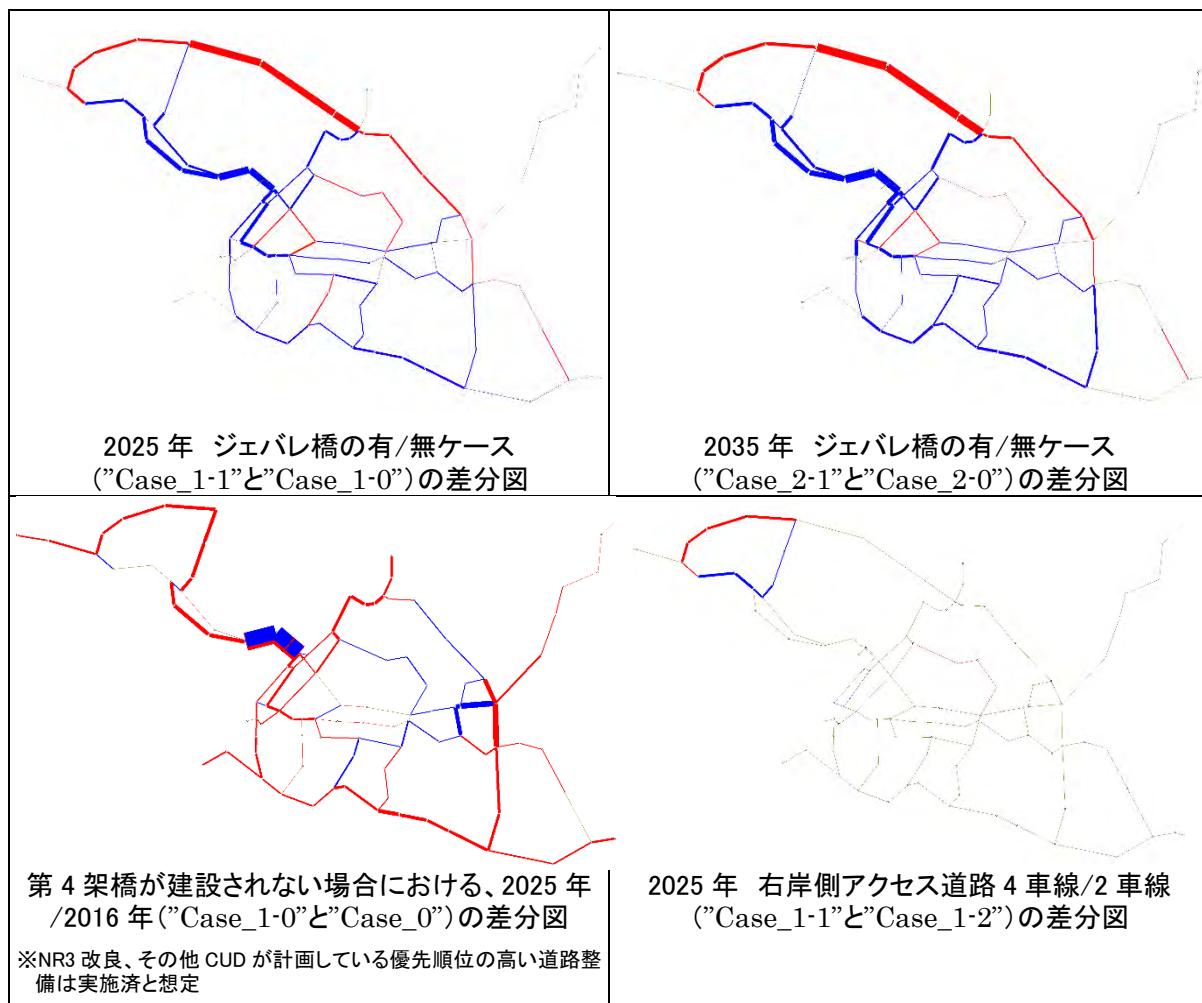 2025 年 ジェバレ橋の有/無ケース
("Case_1-1"と"Case_1-0")の差分図
2035 年 ジェバレ橋の有/無ケース
("Case_2-1"と"Case_2-0")の差分図
第 4 架橋が建設されない場合における、2025 年
/2016 年("Case_1-0"と"Case_0")の差分図
※NR3 改良、その他 CUD が計画している優先順位の高い道路整
備は実施済と想定
2025 年 右岸側アクセス道路 4 車線/2 車線
("Case_1-1"と"Case_1-2")の差分図